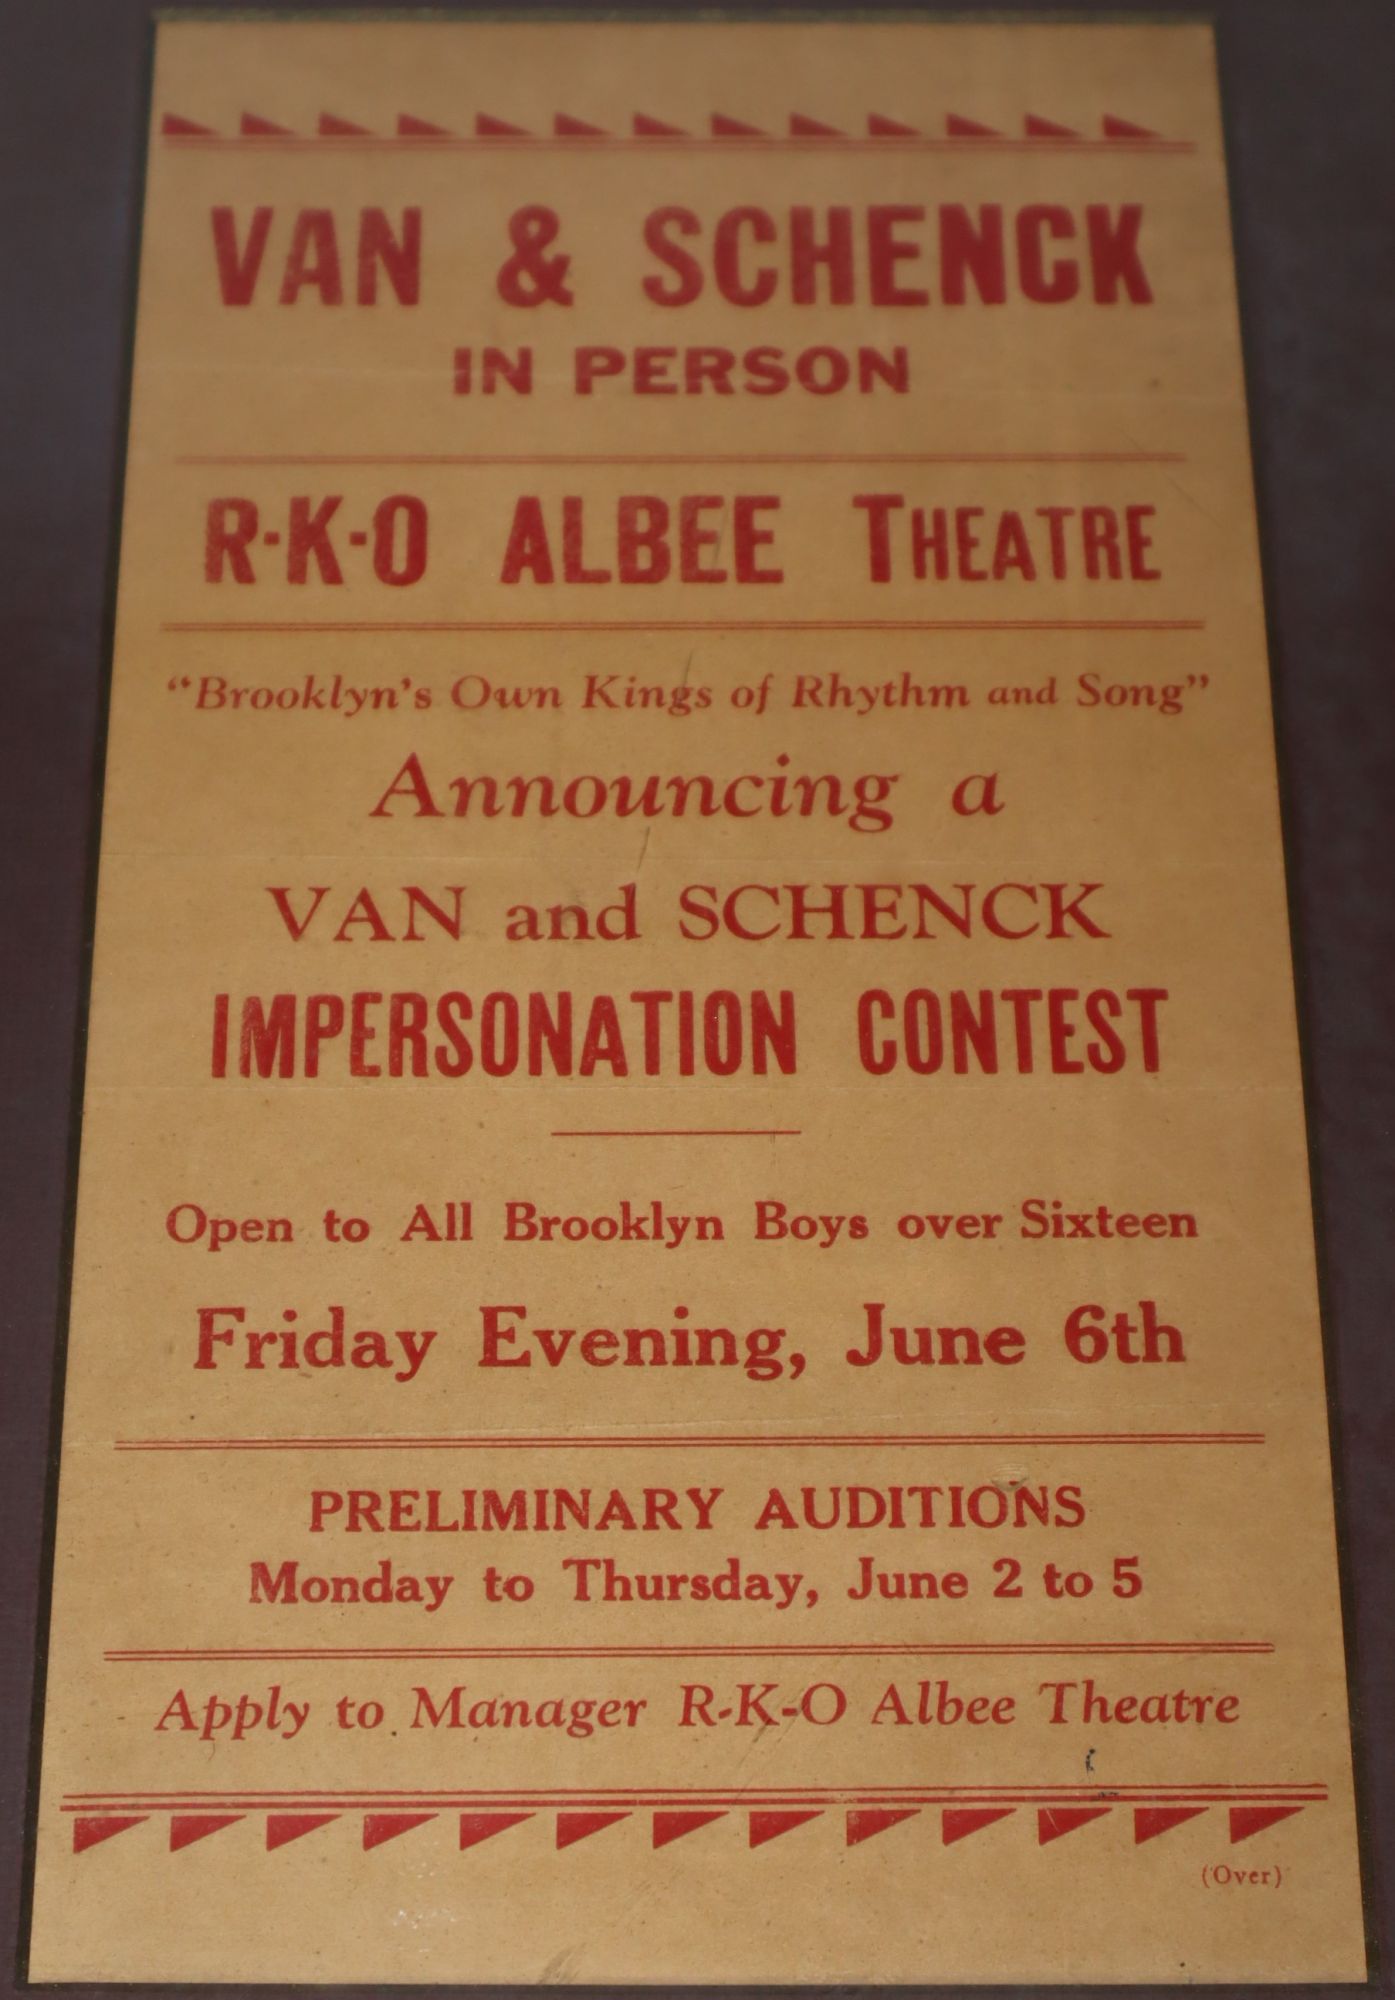 VAN & SCHENCK
IN PERSON
R-K-O ALBEE THEATRE
“Brooklyn's Own Kings of Rhythm and Song”
Announcing a
VAN and SCHENCK
IMPERSONATION CONTEST
Open to All Brooklyn Boys over Sixteen
Friday Evening, June 6th
PRELIMINARY AUDITIONS
Monday to Thursday, June 2 to 5
Apply to Manager R-K-O Albee Theatre
(Over)